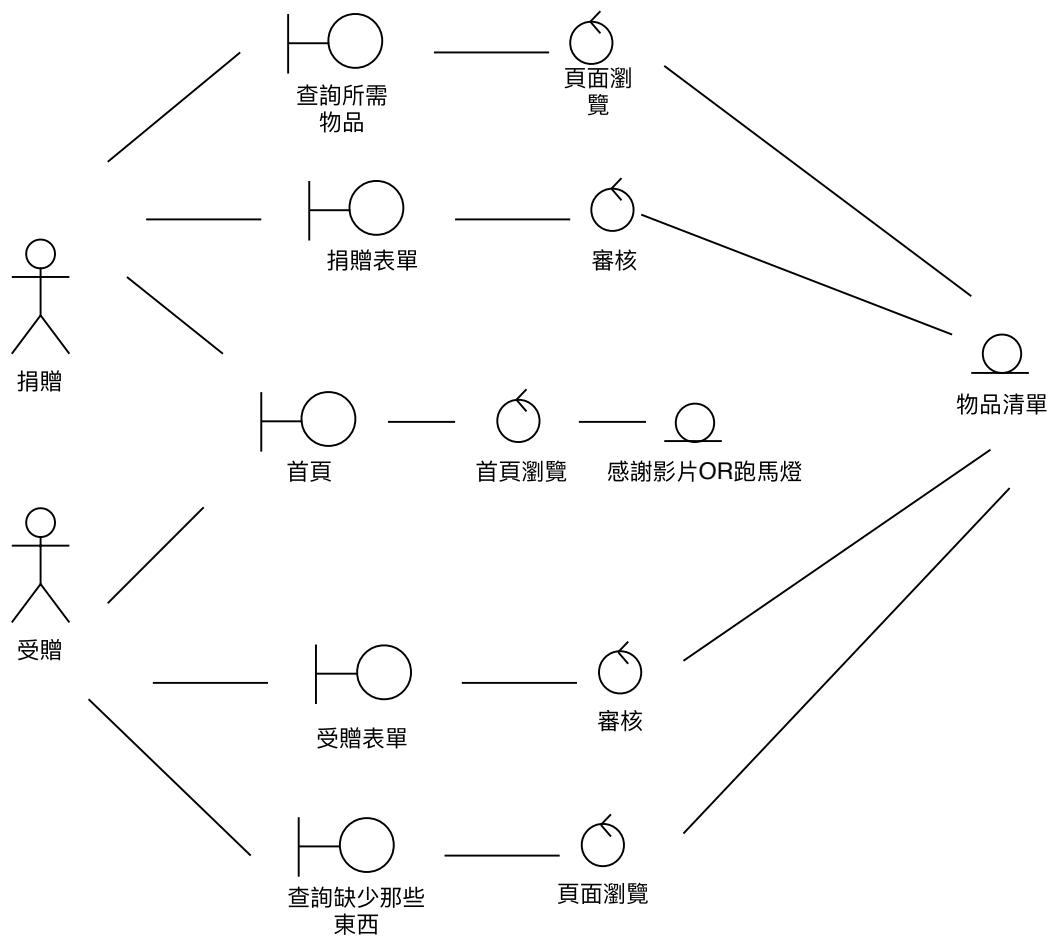 查詢所需
物品
頁面瀏
覽
捐贈表單
審核
捐贈
物品清單
首頁
首頁瀏覽
感謝影片OR跑馬燈
受贈
受贈表單
審核
查詢缺少那些
東西
頁面瀏覽